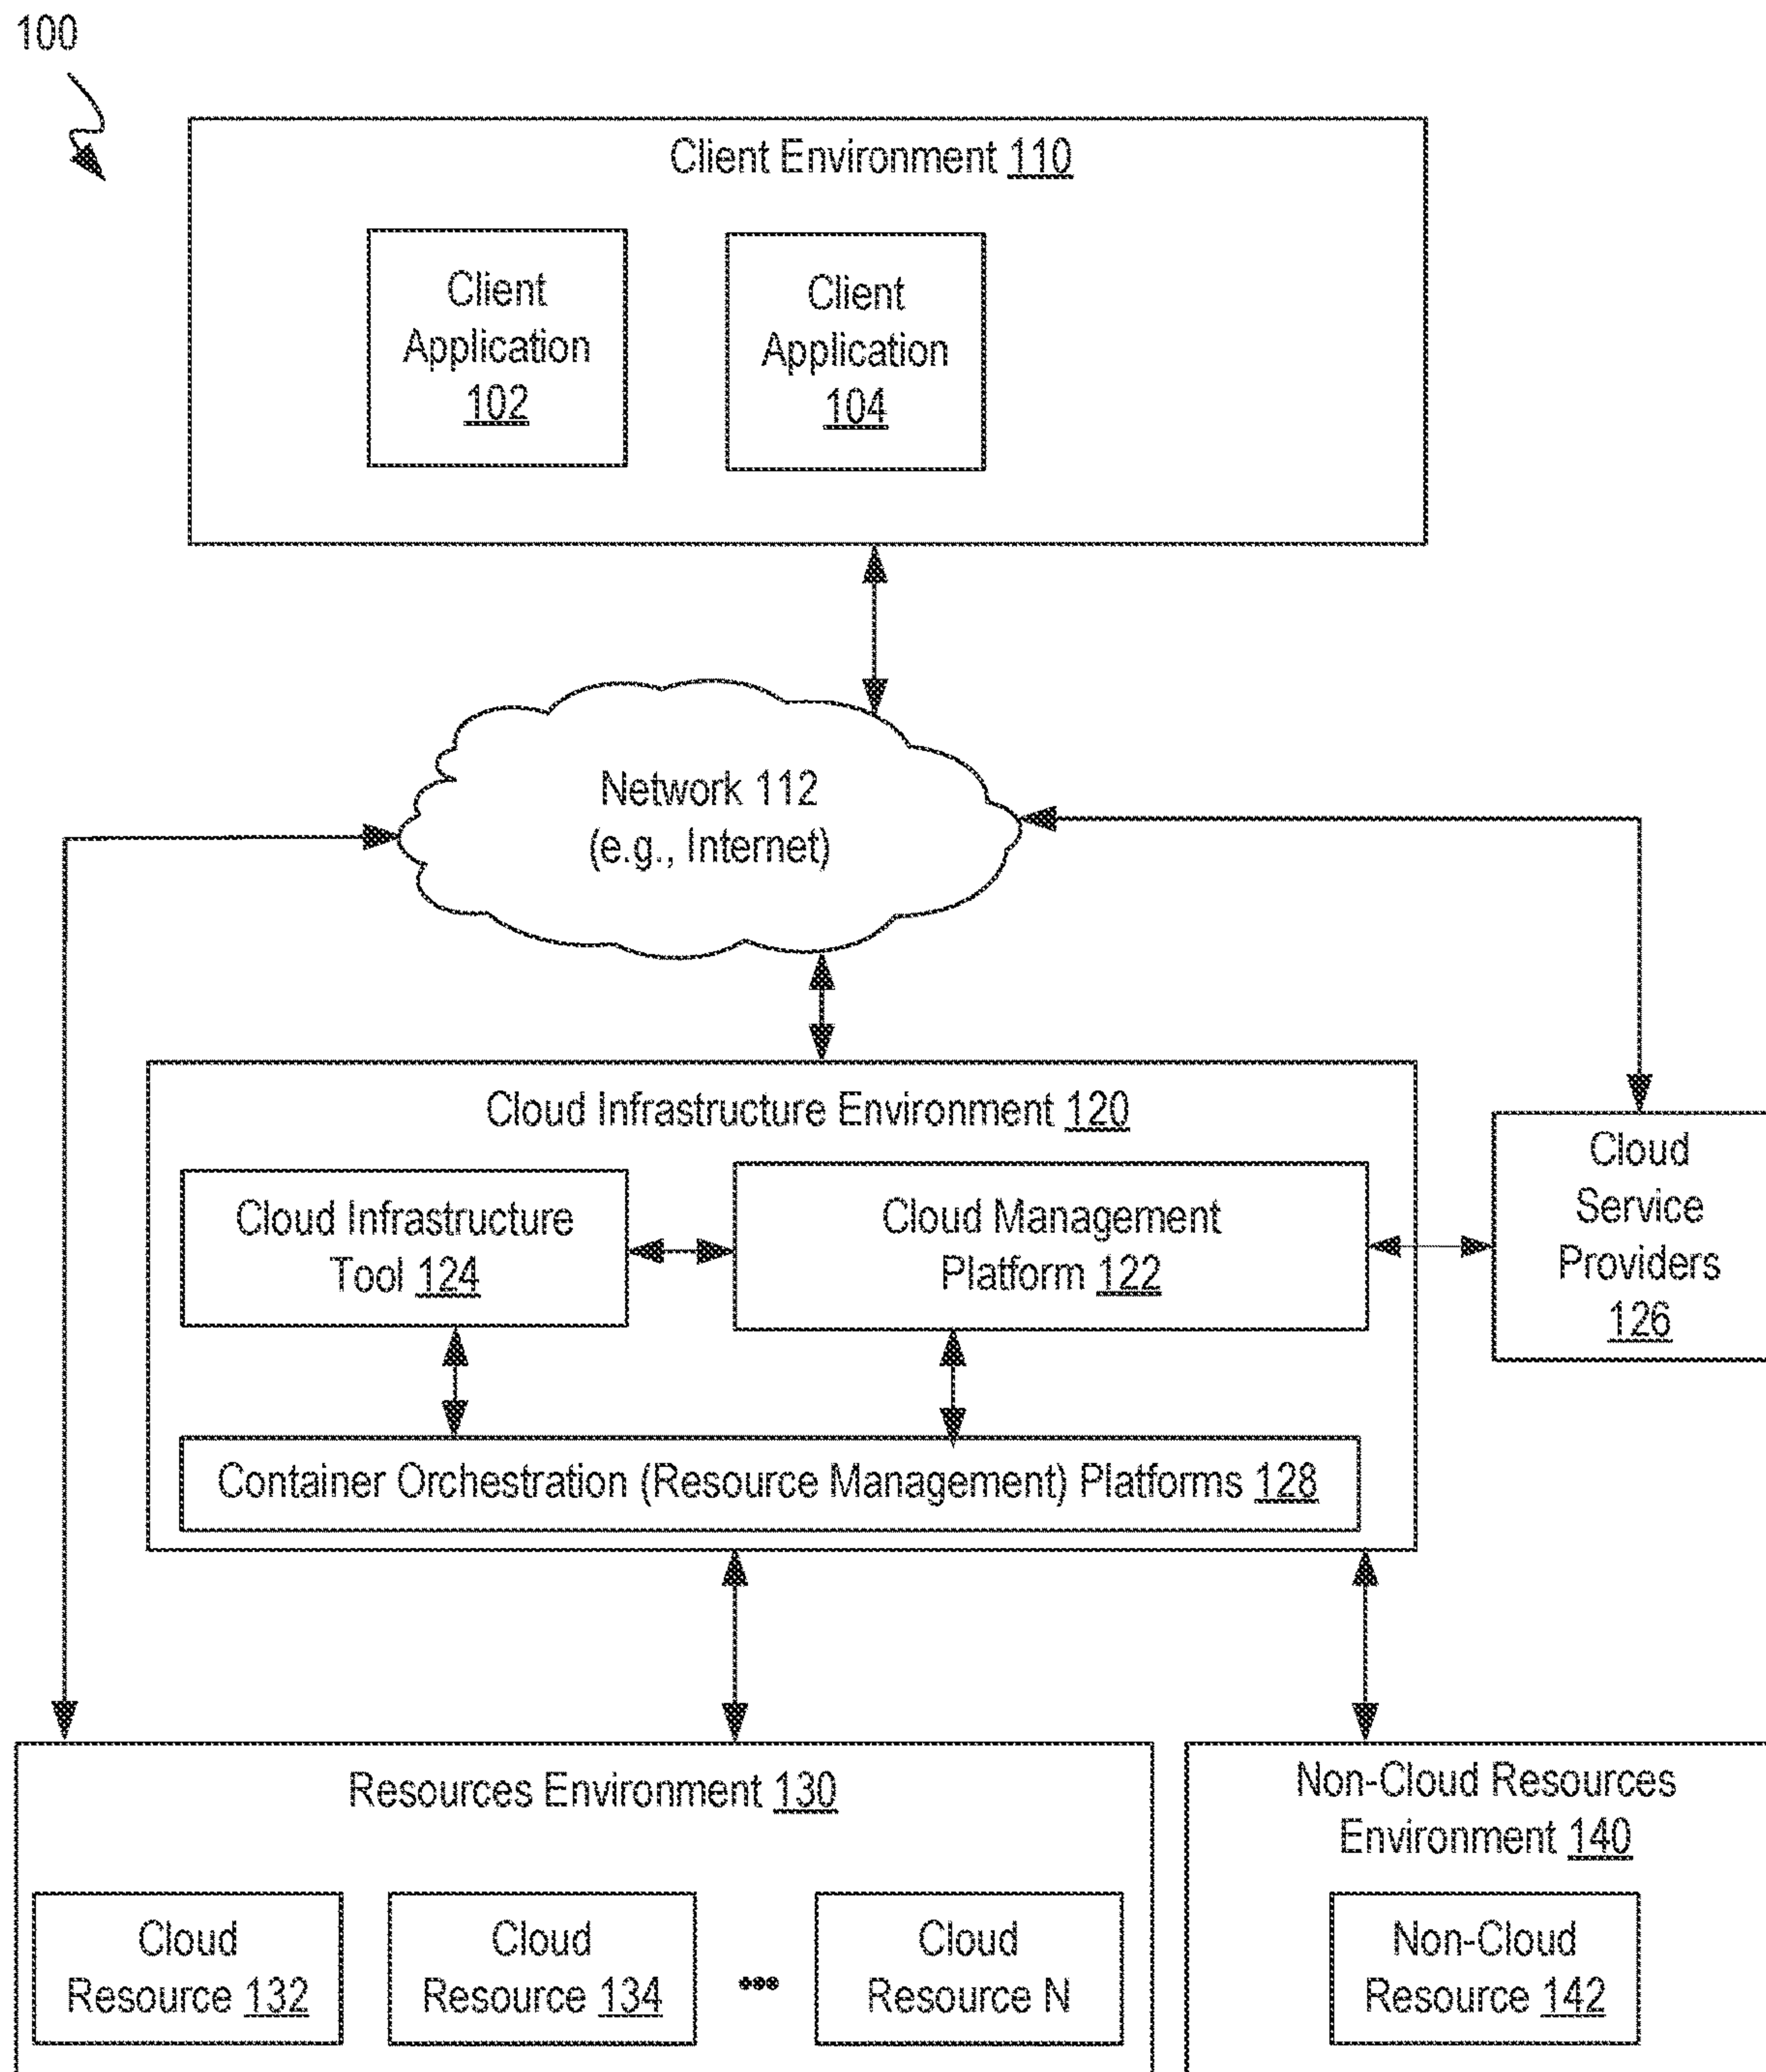 100
Client Environment 110
Client
Application
102
Client
Application
104
Network 112
(e.g., Internet)
Cloud Infrastructure Environment 120
Cloud Infrastructure
Tool 124
Cloud Management
Platform 122
Cloud
Service
Providers
126
Container Orchestration (Resource Management) Platforms 128
Resources Environment 130
Cloud
Resource 132
Cloud
Resource 134
•••
Cloud
Resource N
Non-Cloud Resources
Environment 140
Non-Cloud
Resource 142